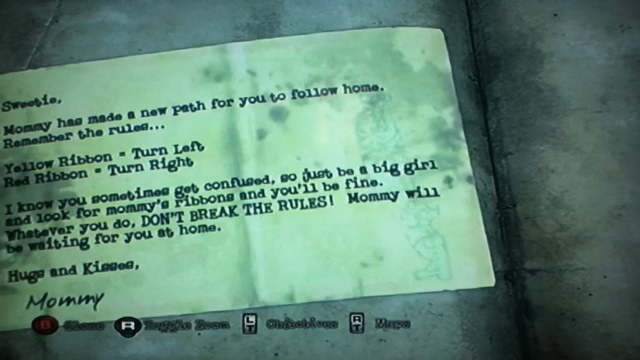 Sweetie,
Mommy has made a new path for you to follow home.
Remember the rules...
Yellow Ribbon = Turn Left
Red Ribbon = Turn Right
I know you sometimes get confused, so just be a big girl
and look for mommy's ribbons and you'll be fine.
Whatever you do, DON'T BREAK THE RULES! Mommy will
be waiting for you at home.
Hugs and Kisses,
Mommy
B Close R Toggle Zoom LT Objectives RT Maps